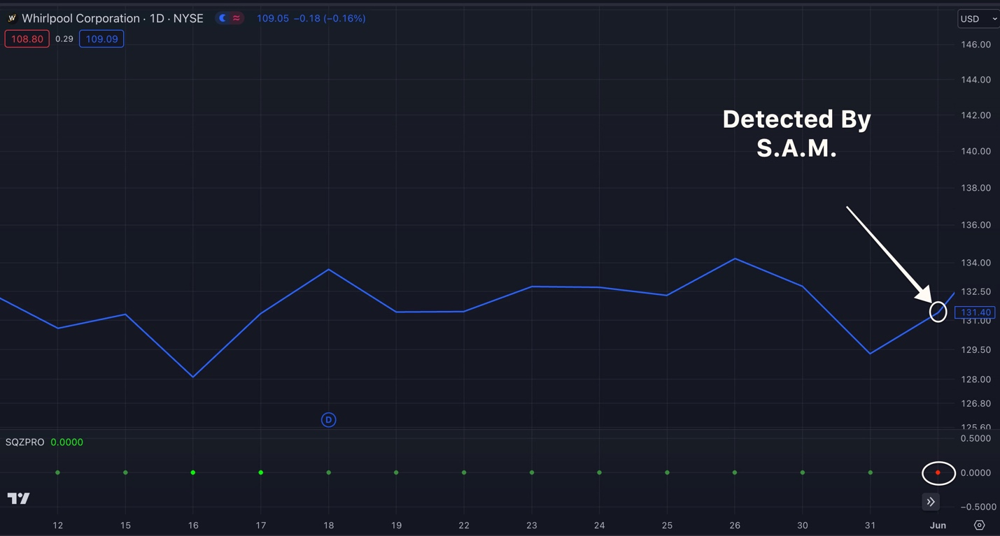 Whirlpool Corporation · 1D · NYSE 109.05 −0.18 (−0.16%) USD
108.80 0.29 109.09
146.00
144.00
Detected By
142.00
S.A.M.
140.00
138.00
136.00
134.00
132.50
131.40
131.00
129.50
128.00
126.80
D
125.60
SQZPRO 0.0000
0.5000
0.0000
−0.5000
12 15 16 17 18 19 22 23 24 25 26 30 31 Jun